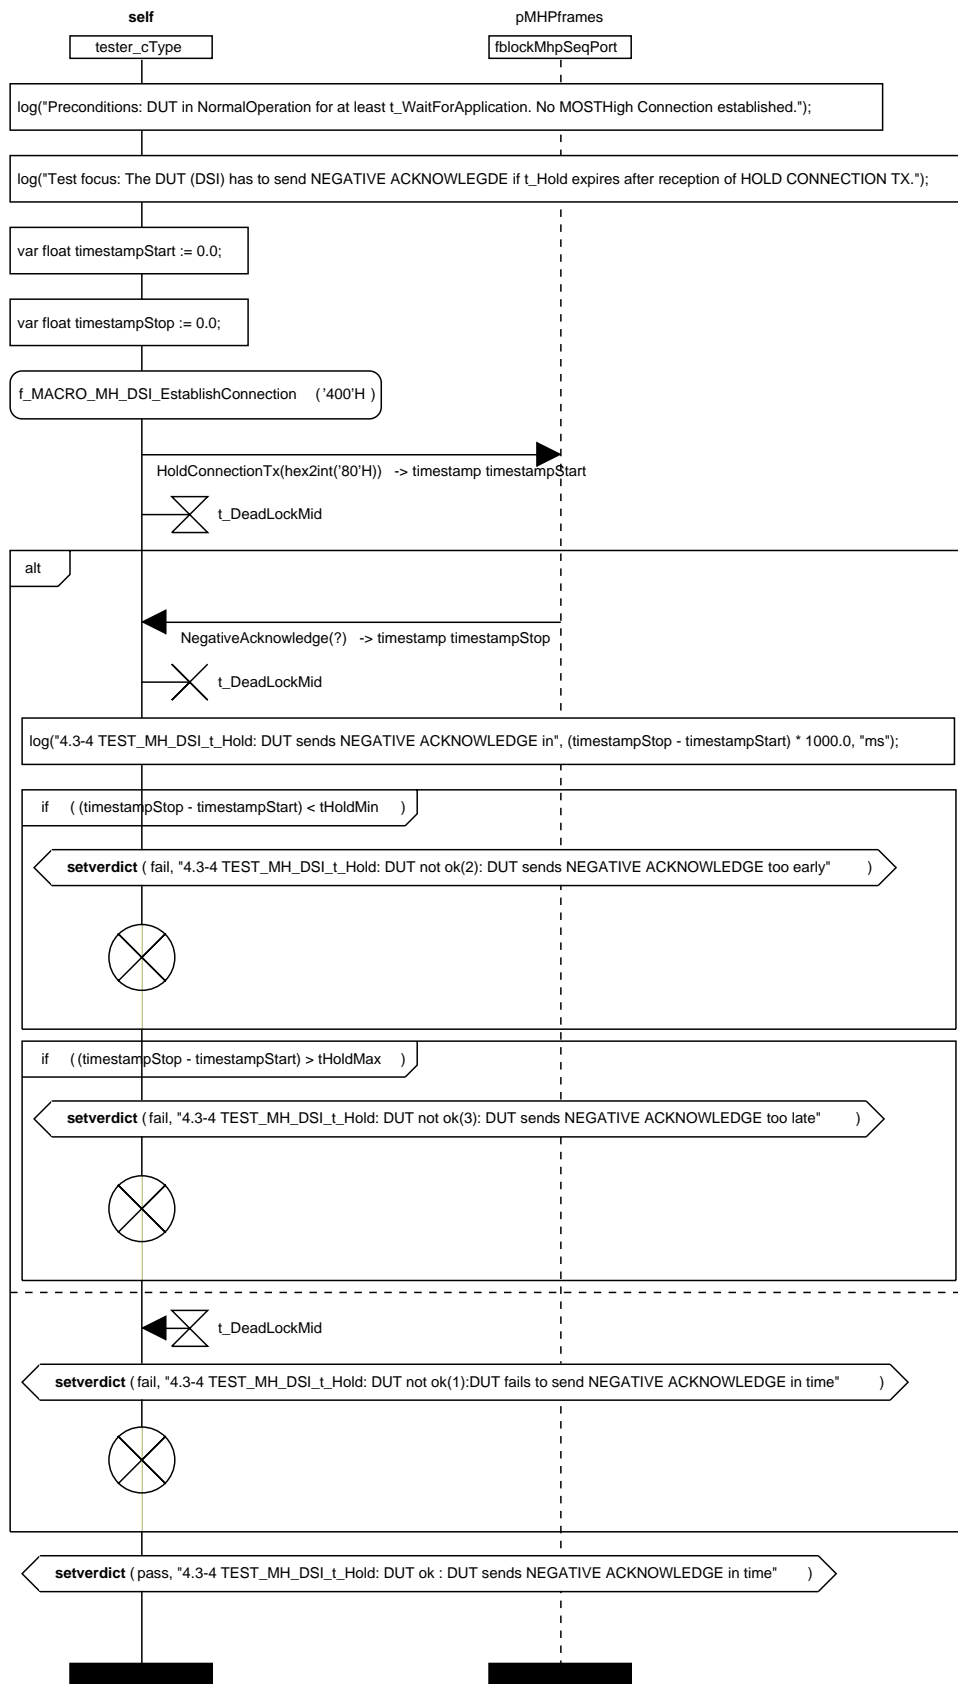 self pMHPframes
tester_cType fblockMhpSeqPort
log("Preconditions: DUT in NormalOperation for at least t_WaitForApplication. No MOSTHigh Connection established.");
log("Test focus: The DUT (DSI) has to send NEGATIVE ACKNOWLEGDE if t_Hold expires after reception of HOLD CONNECTION TX.");
var float timestampStart := 0.0;
var float timestampStop := 0.0;
f_MACRO_MH_DSI_EstablishConnection ('400'H )
HoldConnectionTx(hex2int('80'H)) -> timestamp timestampStart
t_DeadLockMid
alt
NegativeAcknowledge(?) -> timestamp timestampStop
t_DeadLockMid
log("4.3-4 TEST_MH_DSI_t_Hold: DUT sends NEGATIVE ACKNOWLEDGE in", (timestampStop - timestampStart) * 1000.0, "ms");
if ( (timestampStop - timestampStart) < tHoldMin )
setverdict ( fail, "4.3-4 TEST_MH_DSI_t_Hold: DUT not ok(2): DUT sends NEGATIVE ACKNOWLEDGE too early" )
if ( (timestampStop - timestampStart) > tHoldMax )
setverdict ( fail, "4.3-4 TEST_MH_DSI_t_Hold: DUT not ok(3): DUT sends NEGATIVE ACKNOWLEDGE too late" )
t_DeadLockMid
setverdict ( fail, "4.3-4 TEST_MH_DSI_t_Hold: DUT not ok(1):DUT fails to send NEGATIVE ACKNOWLEDGE in time" )
setverdict ( pass, "4.3-4 TEST_MH_DSI_t_Hold: DUT ok : DUT sends NEGATIVE ACKNOWLEDGE in time" )